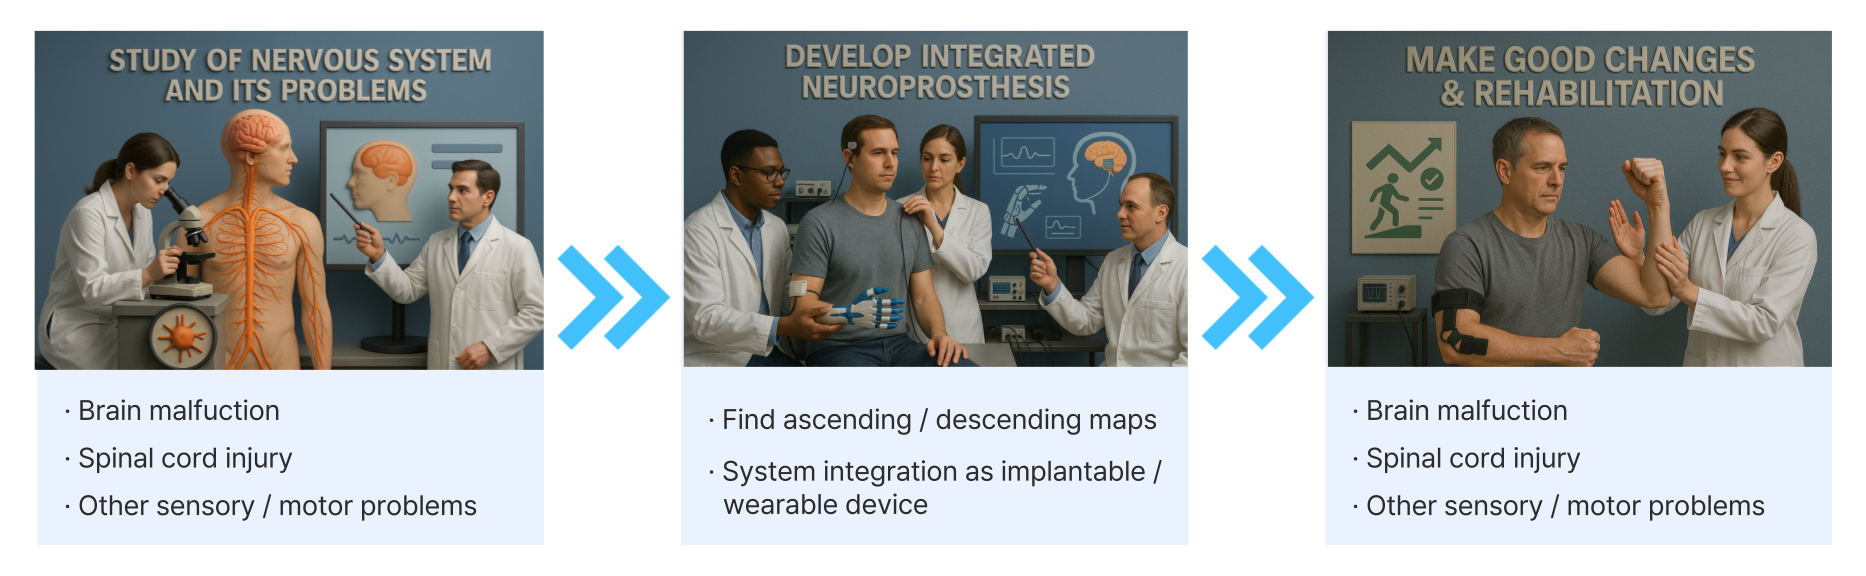 STUDY OF NERVOUS SYSTEM
AND ITS PROBLEMS
· Brain malfuction
· Spinal cord injury
· Other sensory / motor problems
DEVELOP INTEGRATED
NEUROPROSTHESIS
· Find ascending / descending maps
· System integration as implantable /
wearable device
MAKE GOOD CHANGES
& REHABILITATION
· Brain malfuction
· Spinal cord injury
· Other sensory / motor problems